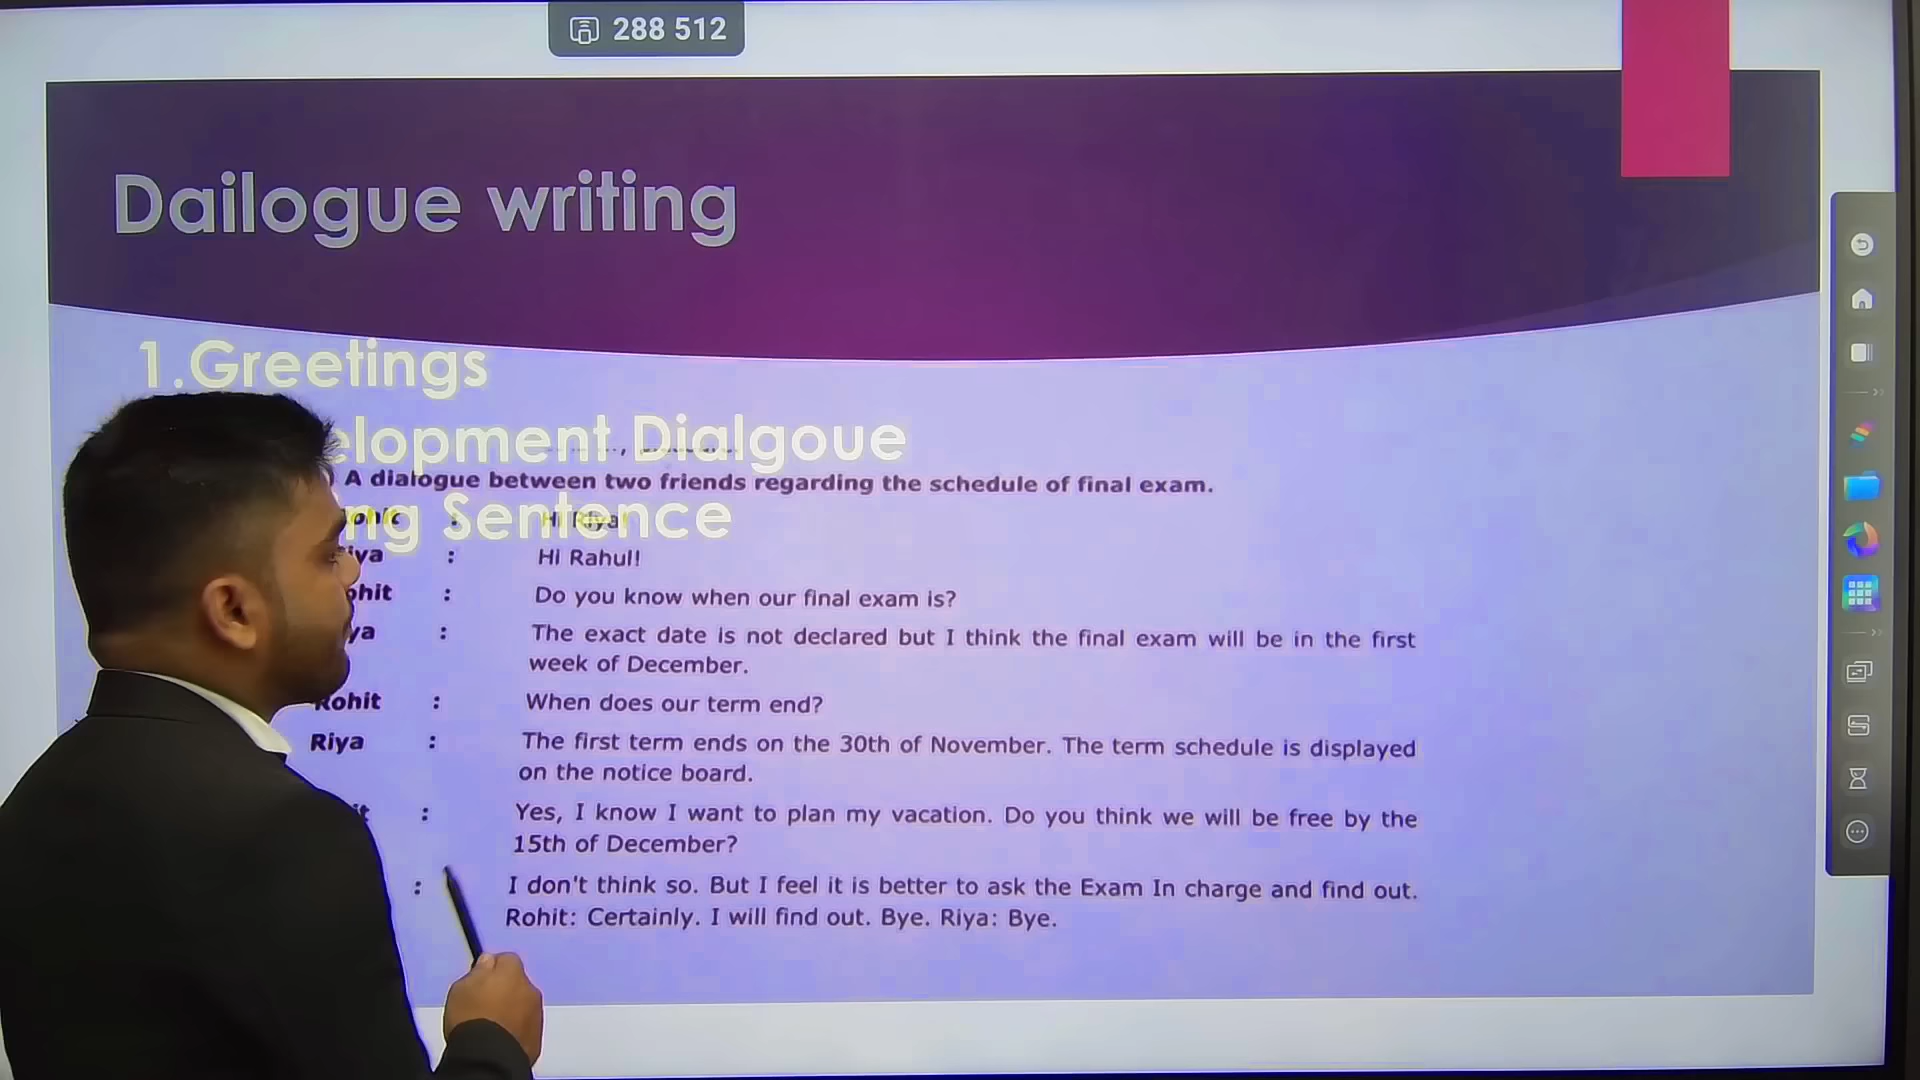 288 512
Dailogue writing
1.Greetings
elopment Dialgoue
A dialogue between two friends regarding the schedule of final exam.
ng Sentence
: Hi Riya!
iya : Hi Rahul!
ohit : Do you know when our final exam is?
ya : The exact date is not declared but I think the final exam will be in the first
week of December.
Rohit : When does our term end?
Riya : The first term ends on the 30th of November. The term schedule is displayed
on the notice board.
it : Yes, I know I want to plan my vacation. Do you think we will be free by the
15th of December?
: I don't think so. But I feel it is better to ask the Exam In charge and find out.
Rohit: Certainly. I will find out. Bye. Riya: Bye.